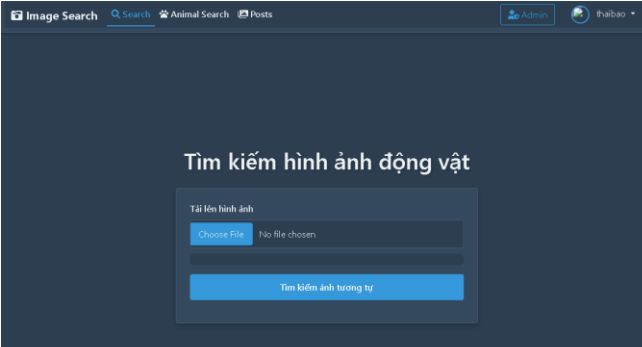 Image Search Search Animal Search Posts Admin thaibao
Tìm kiếm hình ảnh động vật
Tải lên hình ảnh
Choose File No file chosen
Tìm kiếm ảnh tương tự